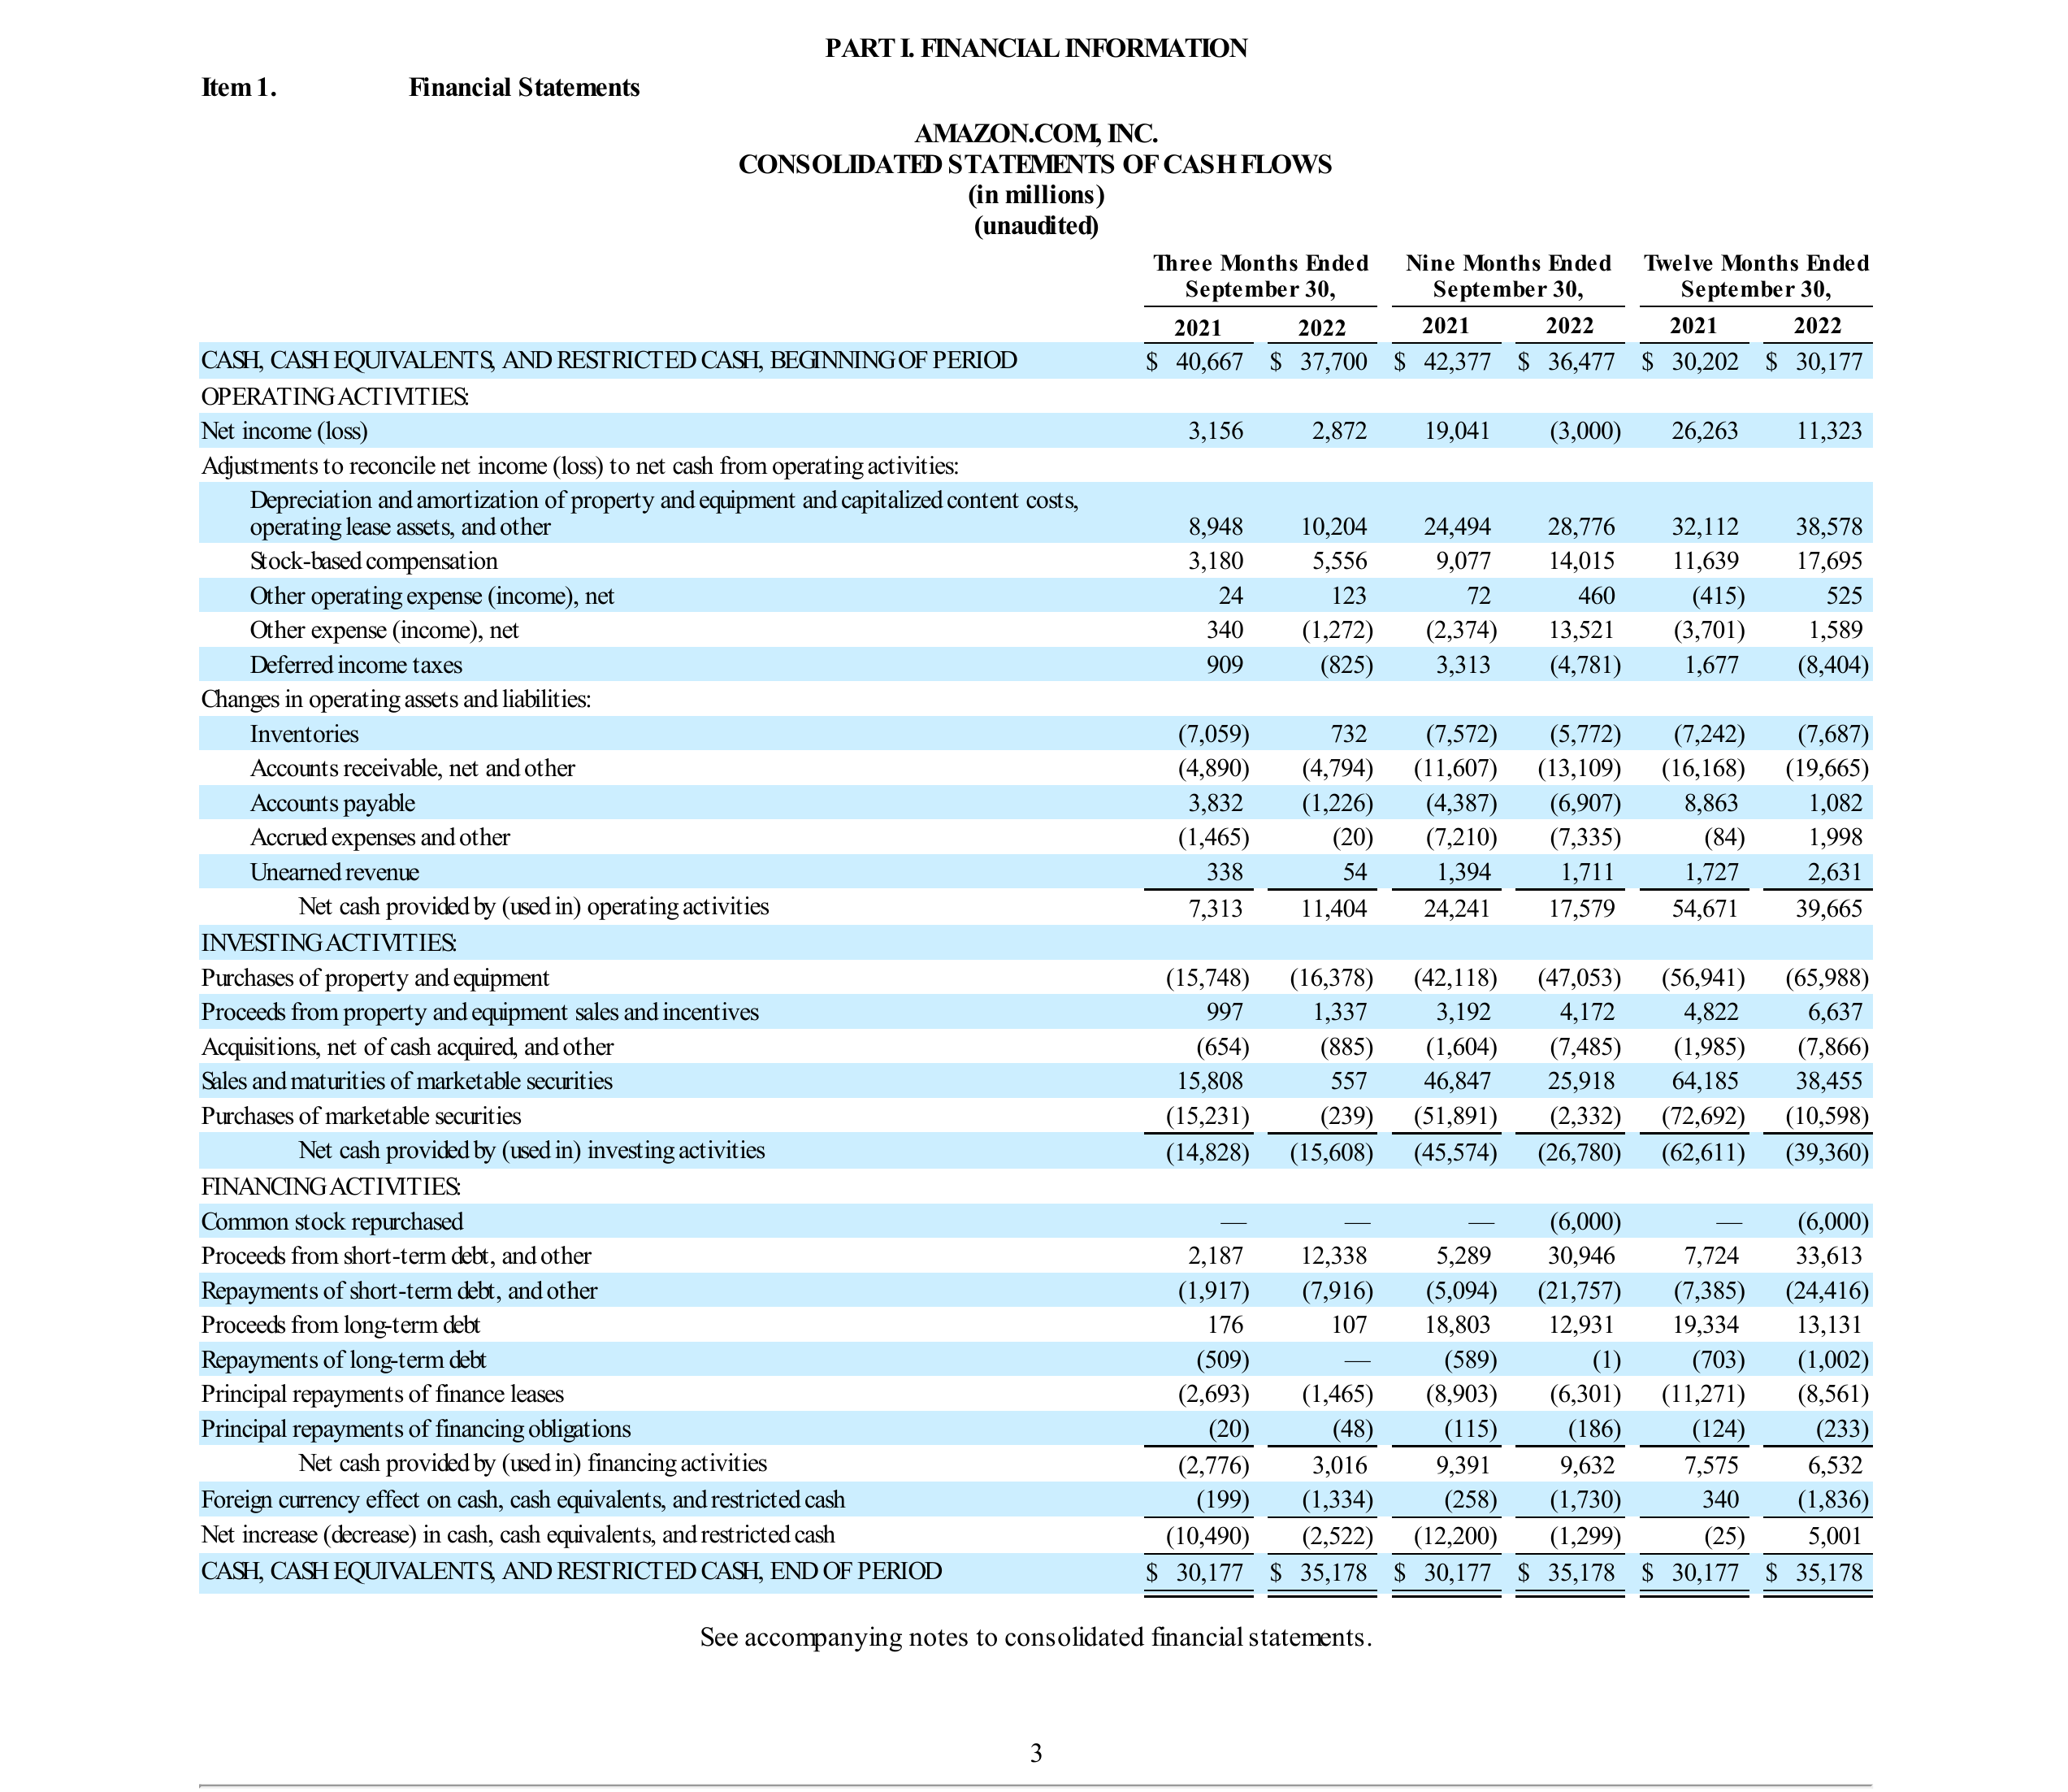 PART I. FINANCIAL INFORMATION
Item 1. Financial Statements
AMAZON.COM, INC.
CONSOLIDATED STATEMENTS OF CASH FLOWS
(in millions)
(unaudited)
Three Months Ended Nine Months Ended Twelve Months Ended
September 30, September 30, September 30,
2021 2022 2021 2022 2021 2022
CASH, CASH EQUIVALENTS, AND RESTRICTED CASH, BEGINNING OF PERIOD $ 40,667 $ 37,700 $ 42,377 $ 36,477 $ 30,202 $ 30,177
OPERATING ACTIVITIES:
Net income (loss) 3,156 2,872 19,041 (3,000) 26,263 11,323
Adjustments to reconcile net income (loss) to net cash from operating activities:
Depreciation and amortization of property and equipment and capitalized content costs,
operating lease assets, and other 8,948 10,204 24,494 28,776 32,112 38,578
Stock-based compensation 3,180 5,556 9,077 14,015 11,639 17,695
Other operating expense (income), net 24 123 72 460 (415) 525
Other expense (income), net 340 (1,272) (2,374) 13,521 (3,701) 1,589
Deferred income taxes 909 (825) 3,313 (4,781) 1,677 (8,404)
Changes in operating assets and liabilities:
Inventories (7,059) 732 (7,572) (5,772) (7,242) (7,687)
Accounts receivable, net and other (4,890) (4,794) (11,607) (13,109) (16,168) (19,665)
Accounts payable 3,832 (1,226) (4,387) (6,907) 8,863 1,082
Accrued expenses and other (1,465) (20) (7,210) (7,335) (84) 1,998
Unearned revenue 338 54 1,394 1,711 1,727 2,631
Net cash provided by (used in) operating activities 7,313 11,404 24,241 17,579 54,671 39,665
INVESTING ACTIVITIES:
Purchases of property and equipment (15,748) (16,378) (42,118) (47,053) (56,941) (65,988)
Proceeds from property and equipment sales and incentives 997 1,337 3,192 4,172 4,822 6,637
Acquisitions, net of cash acquired, and other (654) (885) (1,604) (7,485) (1,985) (7,866)
Sales and maturities of marketable securities 15,808 557 46,847 25,918 64,185 38,455
Purchases of marketable securities (15,231) (239) (51,891) (2,332) (72,692) (10,598)
Net cash provided by (used in) investing activities (14,828) (15,608) (45,574) (26,780) (62,611) (39,360)
FINANCING ACTIVITIES:
Common stock repurchased — — — (6,000) — (6,000)
Proceeds from short-term debt, and other 2,187 12,338 5,289 30,946 7,724 33,613
Repayments of short-term debt, and other (1,917) (7,916) (5,094) (21,757) (7,385) (24,416)
Proceeds from long-term debt 176 107 18,803 12,931 19,334 13,131
Repayments of long-term debt (509) — (589) (1) (703) (1,002)
Principal repayments of finance leases (2,693) (1,465) (8,903) (6,301) (11,271) (8,561)
Principal repayments of financing obligations (20) (48) (115) (186) (124) (233)
Net cash provided by (used in) financing activities (2,776) 3,016 9,391 9,632 7,575 6,532
Foreign currency effect on cash, cash equivalents, and restricted cash (199) (1,334) (258) (1,730) 340 (1,836)
Net increase (decrease) in cash, cash equivalents, and restricted cash (10,490) (2,522) (12,200) (1,299) (25) 5,001
CASH, CASH EQUIVALENTS, AND RESTRICTED CASH, END OF PERIOD $ 30,177 $ 35,178 $ 30,177 $ 35,178 $ 30,177 $ 35,178
See accompanying notes to consolidated financial statements.
3